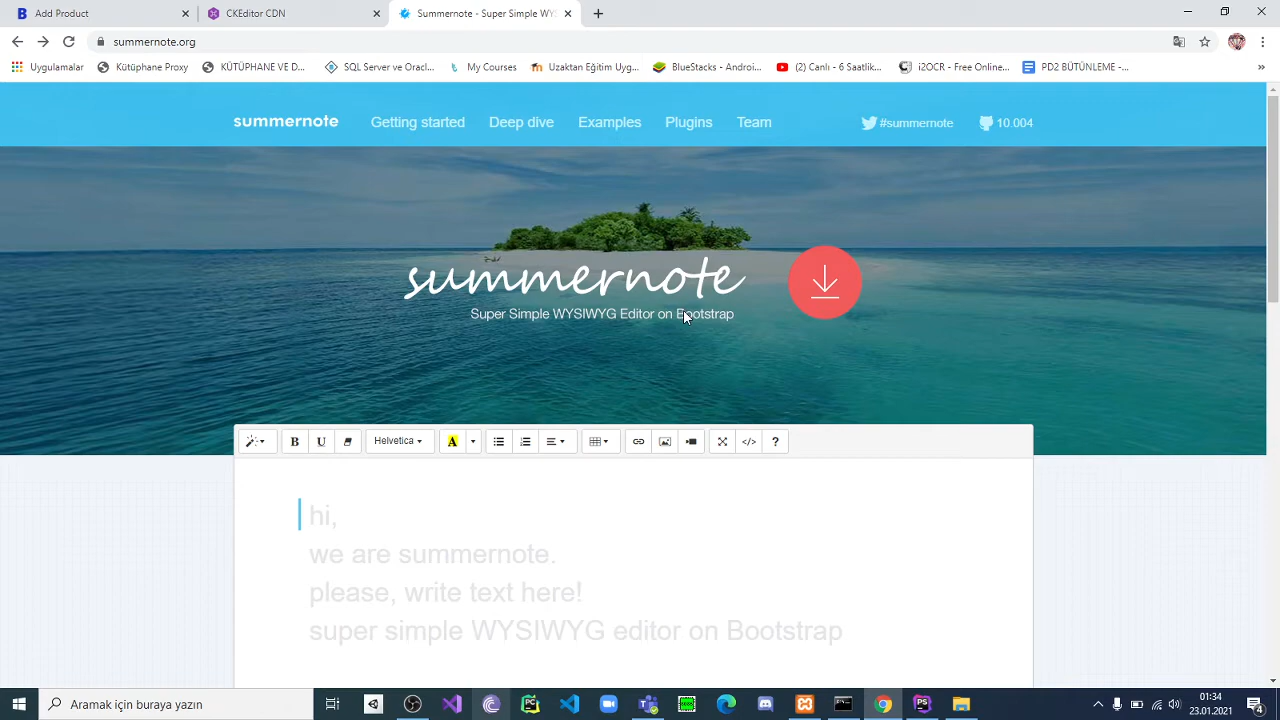 Add Product
CKEditor CDN
Summernote - Super Simple WYS
summernote.org
Uygulamalar
Kütüphane Proxy
KÜTÜPHANE VE D...
SQL Server ve Oracl...
My Courses
Uzaktan Eğitim Uyg...
BlueStacks - Androi...
(2) Canlı - 6 Saatlik...
i2OCR - Free Onlin...
PD2 BÜTÜNLEME -...
»
summernote
Getting started
Deep dive
Examples
Plugins
Team
#summernote
10.004
summernote
Super Simple WYSIWYG Editor on Bootstrap
B
U
Helvetica
A
</>
?
hi,
we are summernote.
please, write text here!
super simple WYSIWYG editor on Bootstrap
Aramak için buraya yazın
01:34
23.01.2021
4